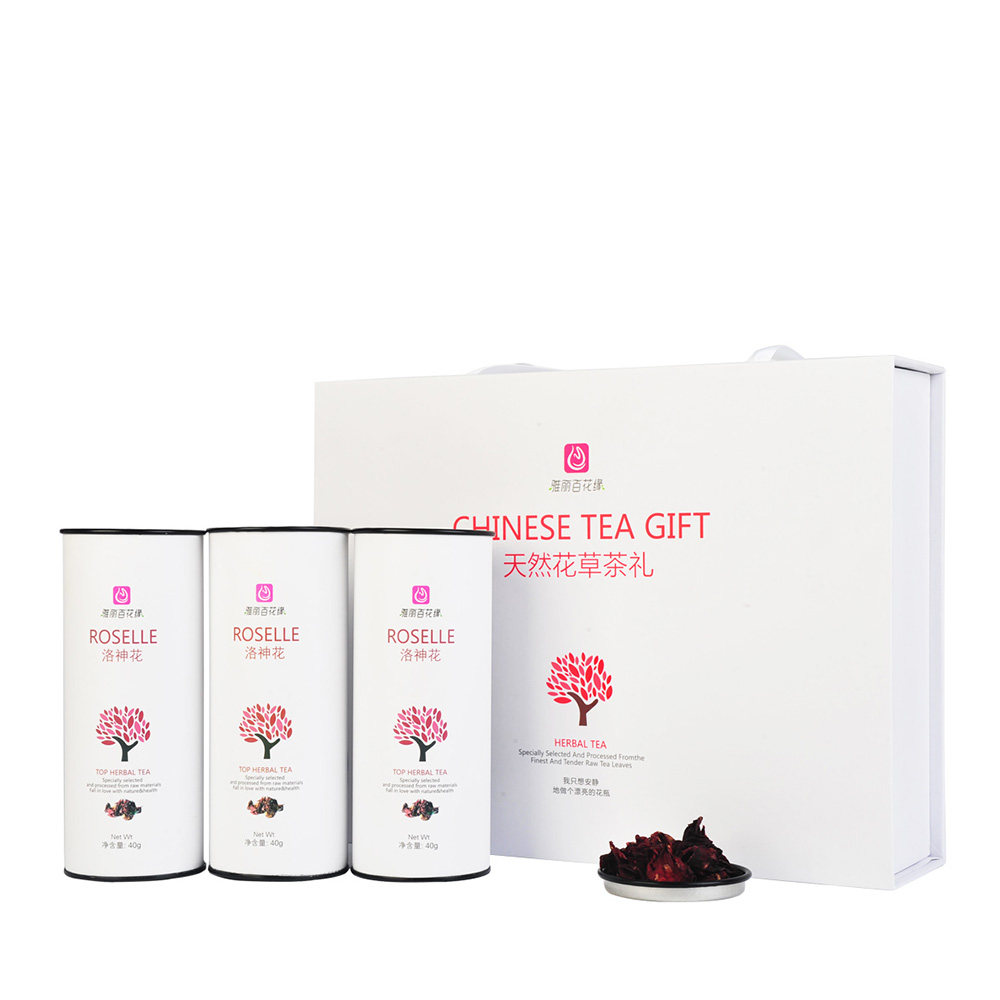 雅丽百花缘
CHINESE TEA GIFT
天然花草茶礼
HERBAL TEA
Specially Selected And Processed Fromthe
Finest And Tender Raw Tea Leaves
我只想安静
地做个漂亮的花瓶
雅丽百花缘
ROSELLE
洛神花
TOP HERBAL TEA
Specially selected
and processed from raw materials
Fall in love with nature&health
Net Wt
净含量: 40g
雅丽百花缘
ROSELLE
洛神花
TOP HERBAL TEA
Specially selected
and processed from raw materials
Fall in love with nature&health
Net Wt
净含量: 40g
雅丽百花缘
ROSELLE
洛神花
TOP HERBAL TEA
Specially selected
and processed from raw materials
Fall in love with nature&health
Net Wt
净含量: 40g